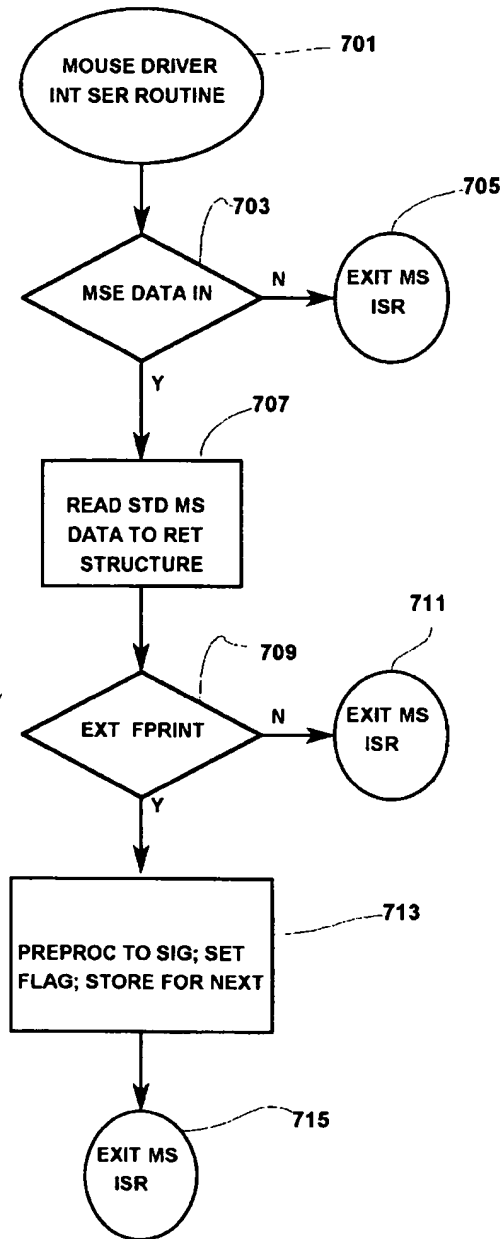 701
MOUSE DRIVER
INT SER ROUTINE
703
705
MSE DATA IN
N
EXIT MS
ISR
Y
707
READ STD MS
DATA TO RET
STRUCTURE
709
711
EXT FPRINT
N
EXIT MS
ISR
Y
713
PREPROC TO SIG; SET
FLAG; STORE FOR NEXT
715
EXIT MS
ISR